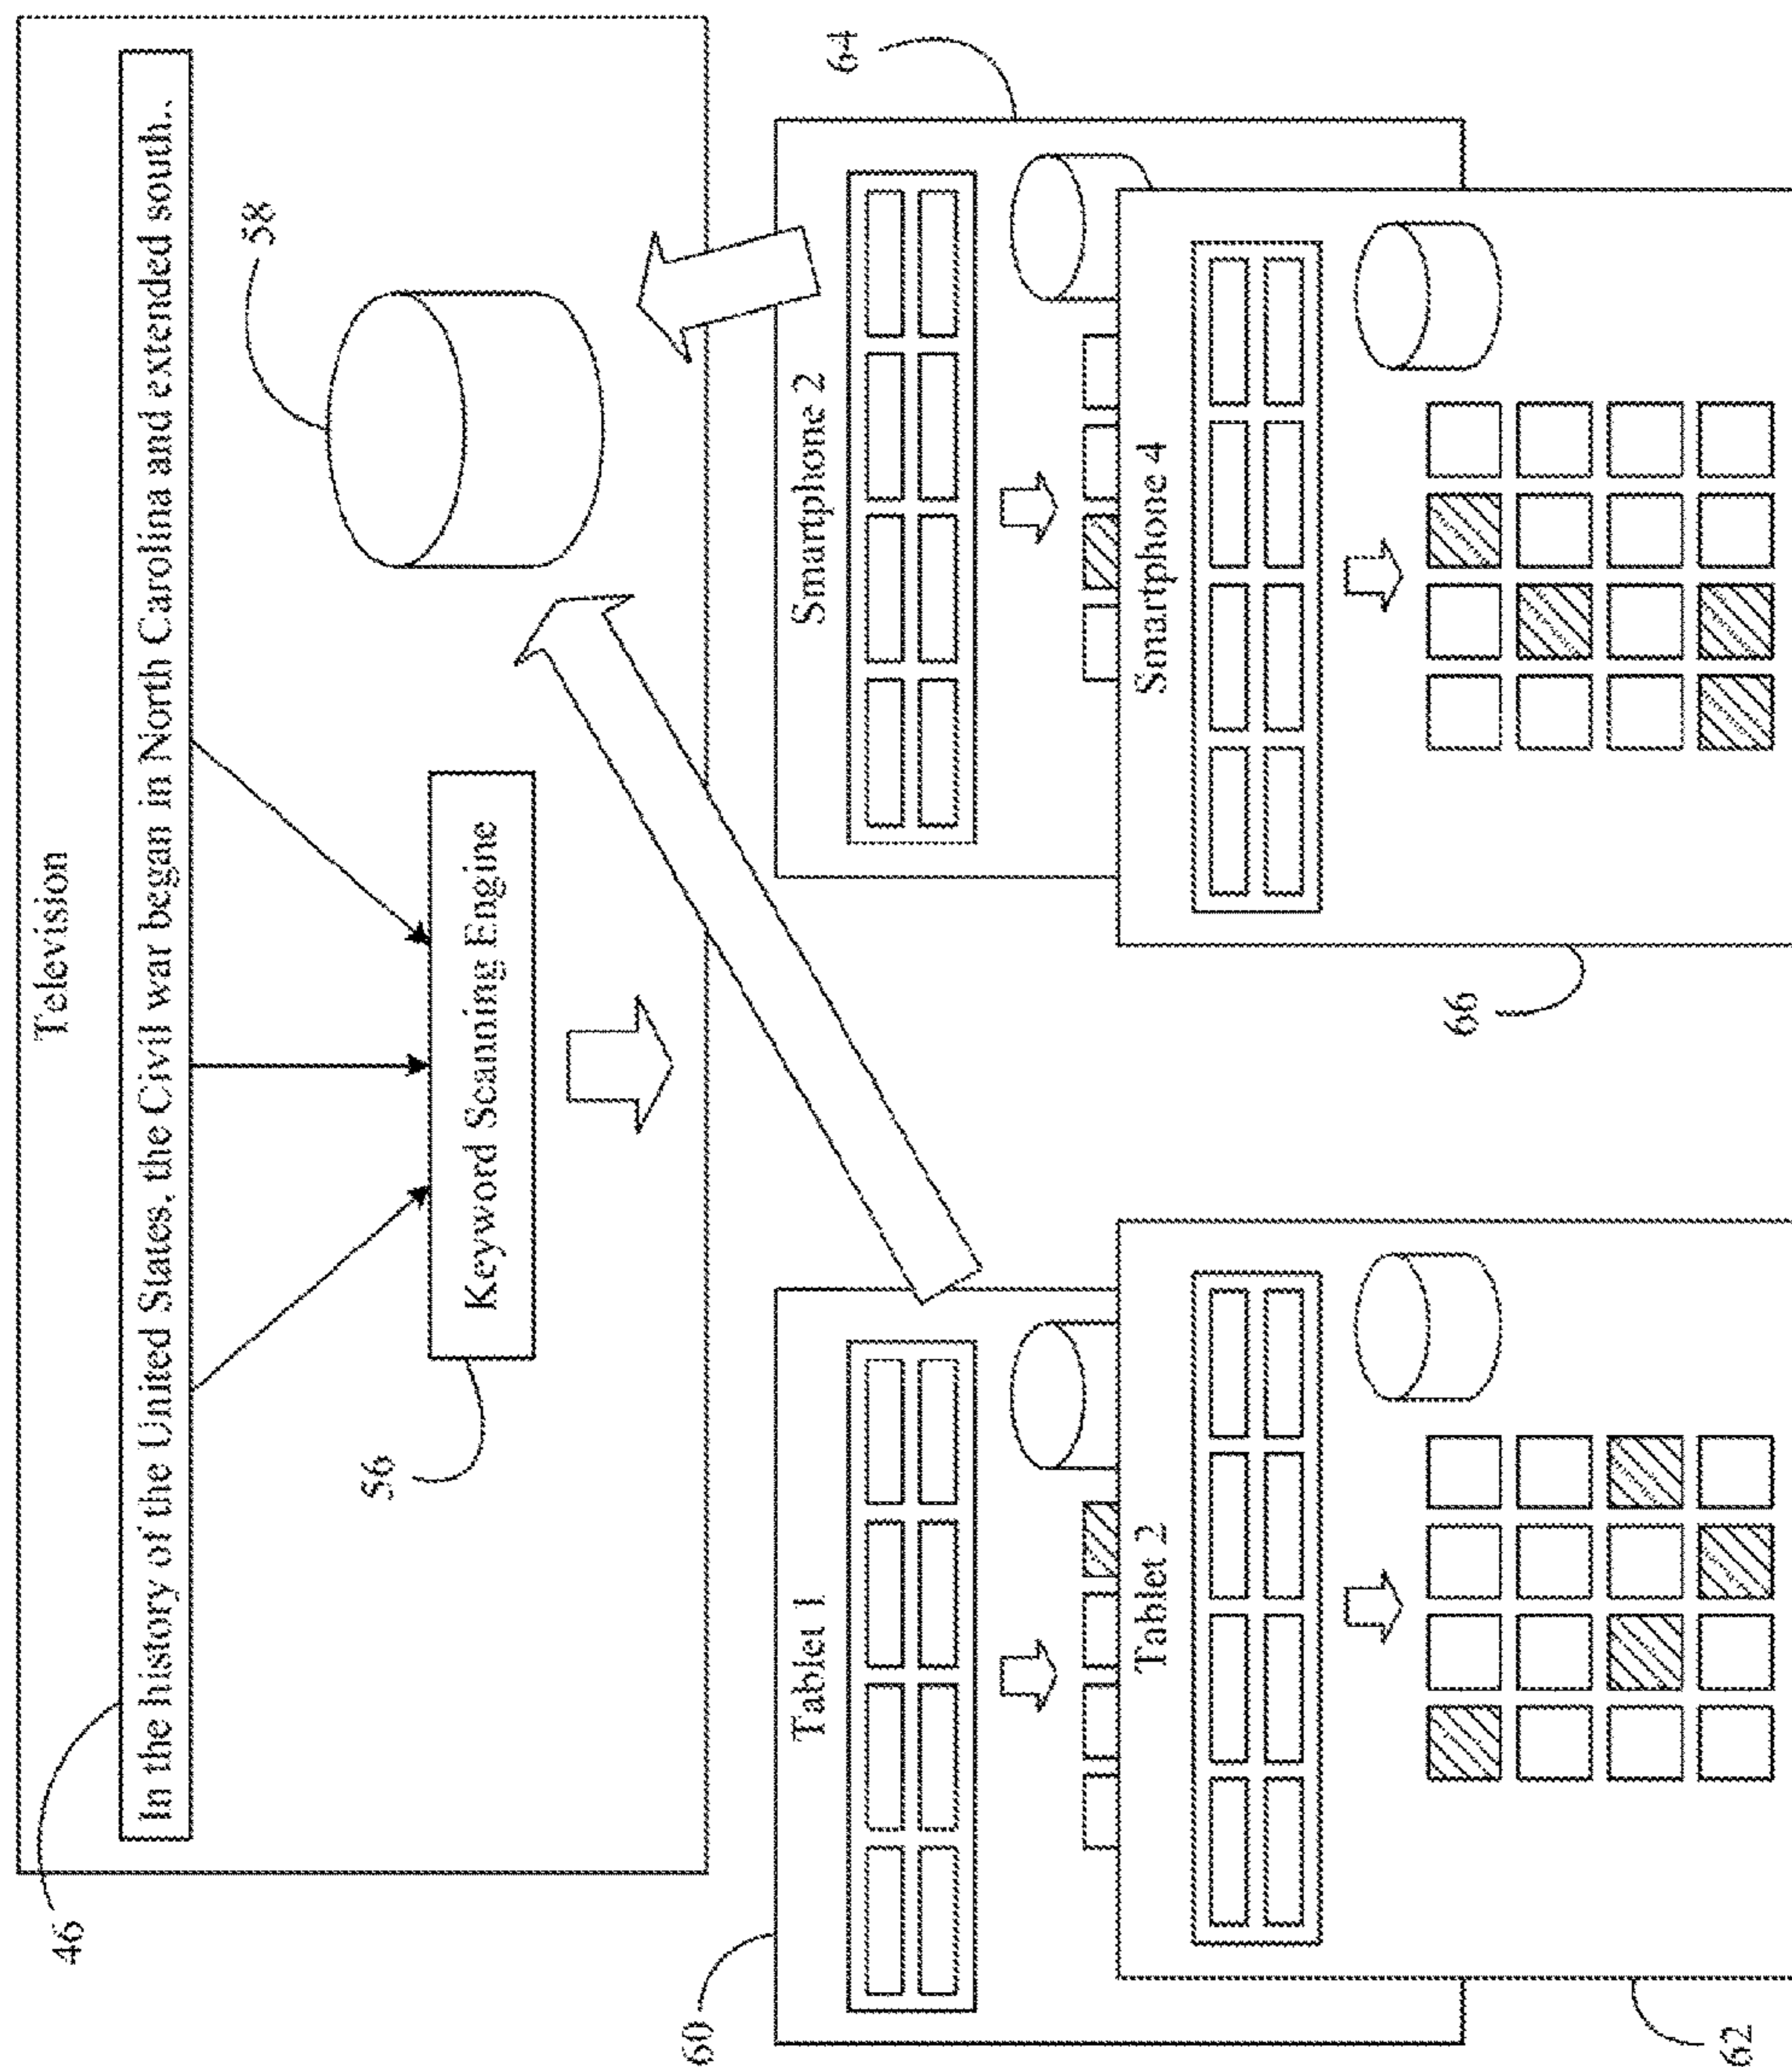 Television
46
In the history of the United States, the Civil war began in North Carolina and extended south..
58
56
Keyword Scanning Engine
60
Tablet 1
Smartphone 2
64
Tablet 2
Smartphone 4
62
66